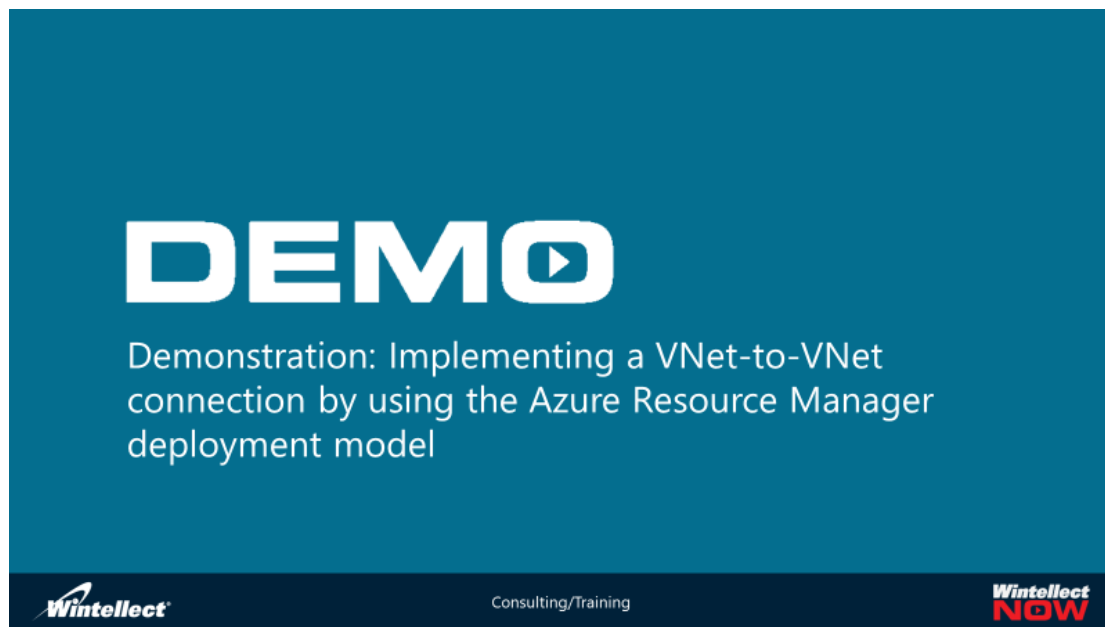 DEMO
Demonstration: Implementing a VNet-to-VNet
connection by using the Azure Resource Manager
deployment model
Wintellect
Consulting/Training
Wintellect
NOW